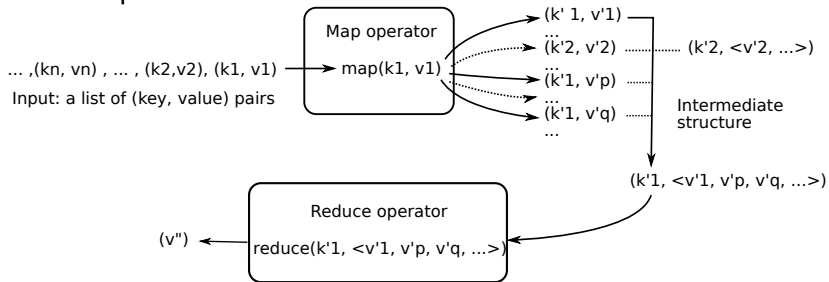 Map operator
map(k1, v1)
... ,(kn, vn) , ... , (k2,v2), (k1, v1)
Input: a list of (key, value) pairs
(k' 1, v'1)
...
(k'2, v'2)
...
(k'1, v'p)
...
(k'1, v'q)
...
(k'2, <v'2, ...>)
Intermediate
structure
(k'1, <v'1, v'p, v'q, ...>)
Reduce operator
reduce(k'1, <v'1, v'p, v'q, ...>)
(v")